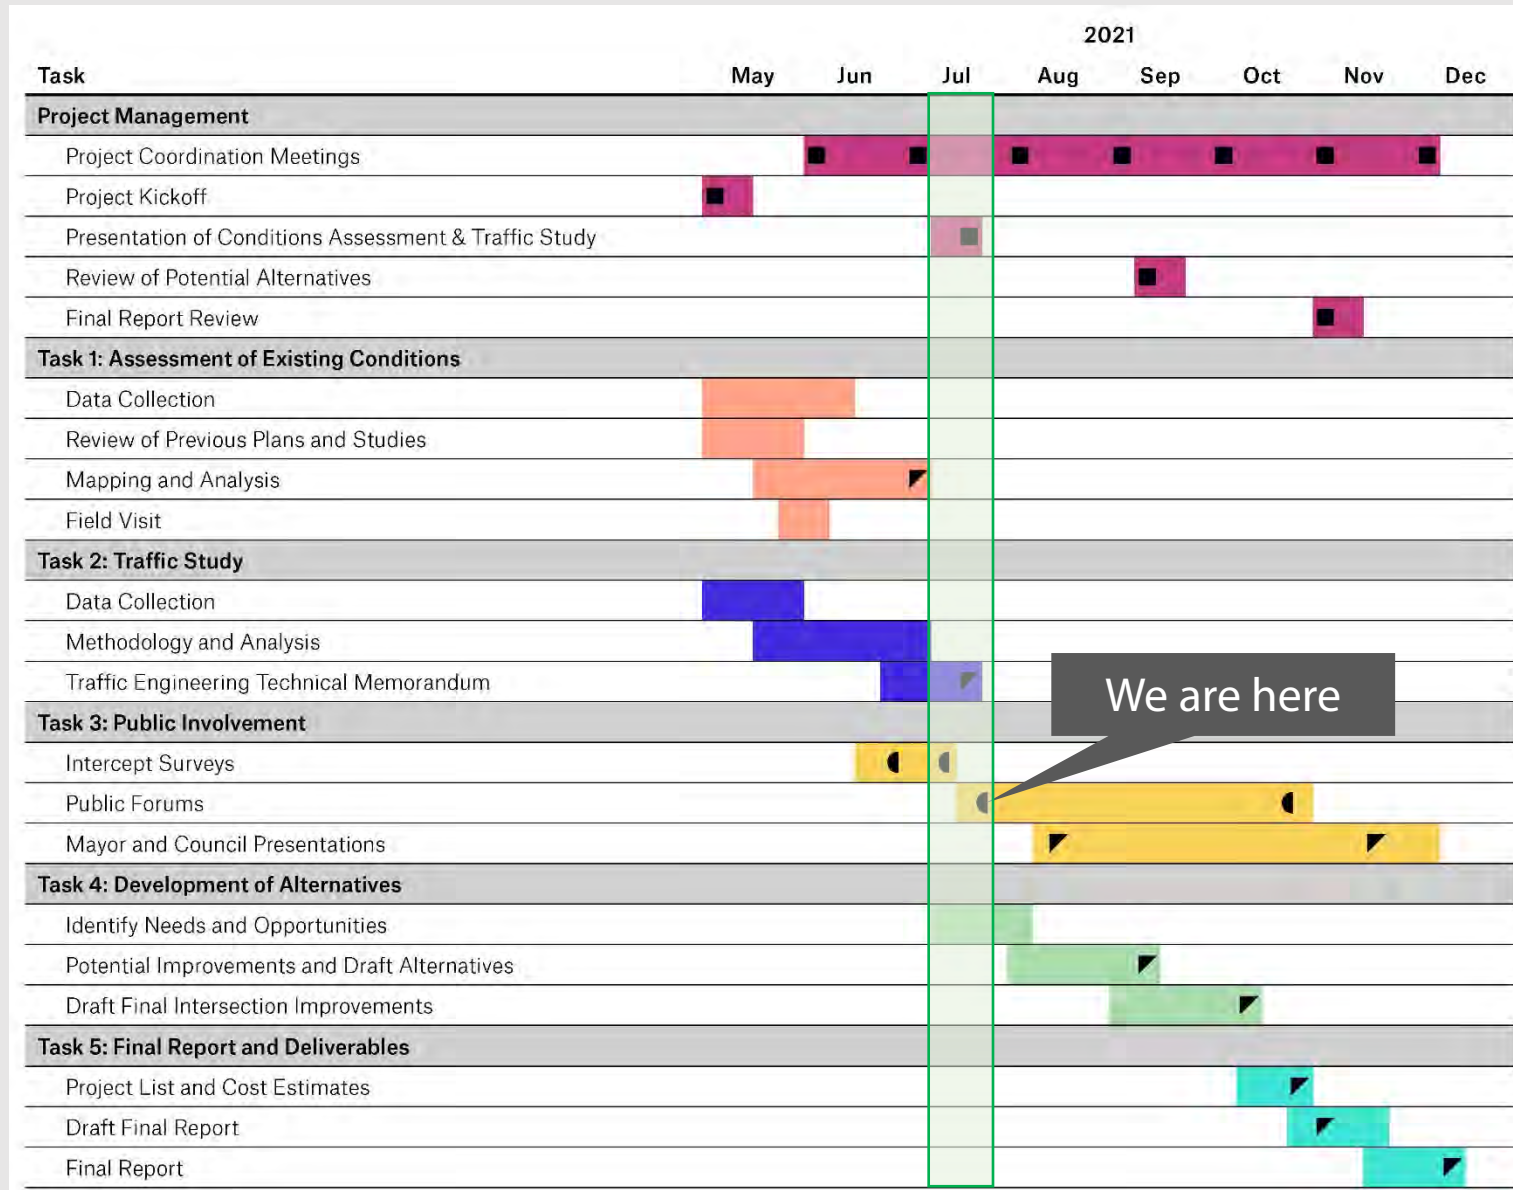 2021
Task May Jun Jul Aug Sep Oct Nov Dec
Project Management
Project Coordination Meetings
Project Kickoff
Presentation of Conditions Assessment & Traffic Study
Review of Potential Alternatives
Final Report Review
Task 1: Assessment of Existing Conditions
Data Collection
Review of Previous Plans and Studies
Mapping and Analysis
Field Visit
Task 2: Traffic Study
Data Collection
Methodology and Analysis
Traffic Engineering Technical Memorandum
We are here
Task 3: Public Involvement
Intercept Surveys
Public Forums
Mayor and Council Presentations
Task 4: Development of Alternatives
Identify Needs and Opportunities
Potential Improvements and Draft Alternatives
Draft Final Intersection Improvements
Task 5: Final Report and Deliverables
Project List and Cost Estimates
Draft Final Report
Final Report